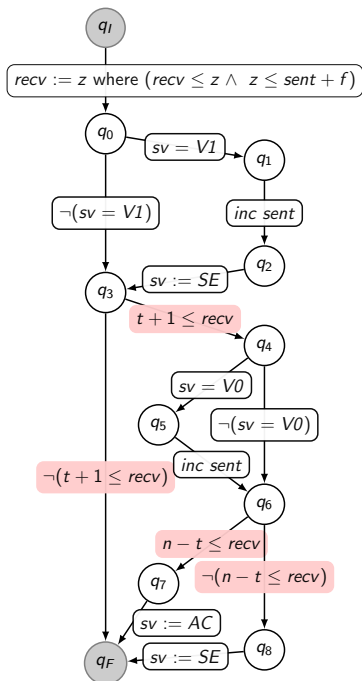 q_I
recv := z where (recv ≤ z ∧ z ≤ sent + f)
q_0
sv = V1
q_1
¬(sv = V1)
inc sent
q_2
sv := SE
q_3
t + 1 ≤ recv
q_4
sv = V0
q_5
¬(sv = V0)
inc sent
¬(t + 1 ≤ recv)
q_6
n − t ≤ recv
q_7
¬(n − t ≤ recv)
sv := AC
q_8
sv := SE
q_F